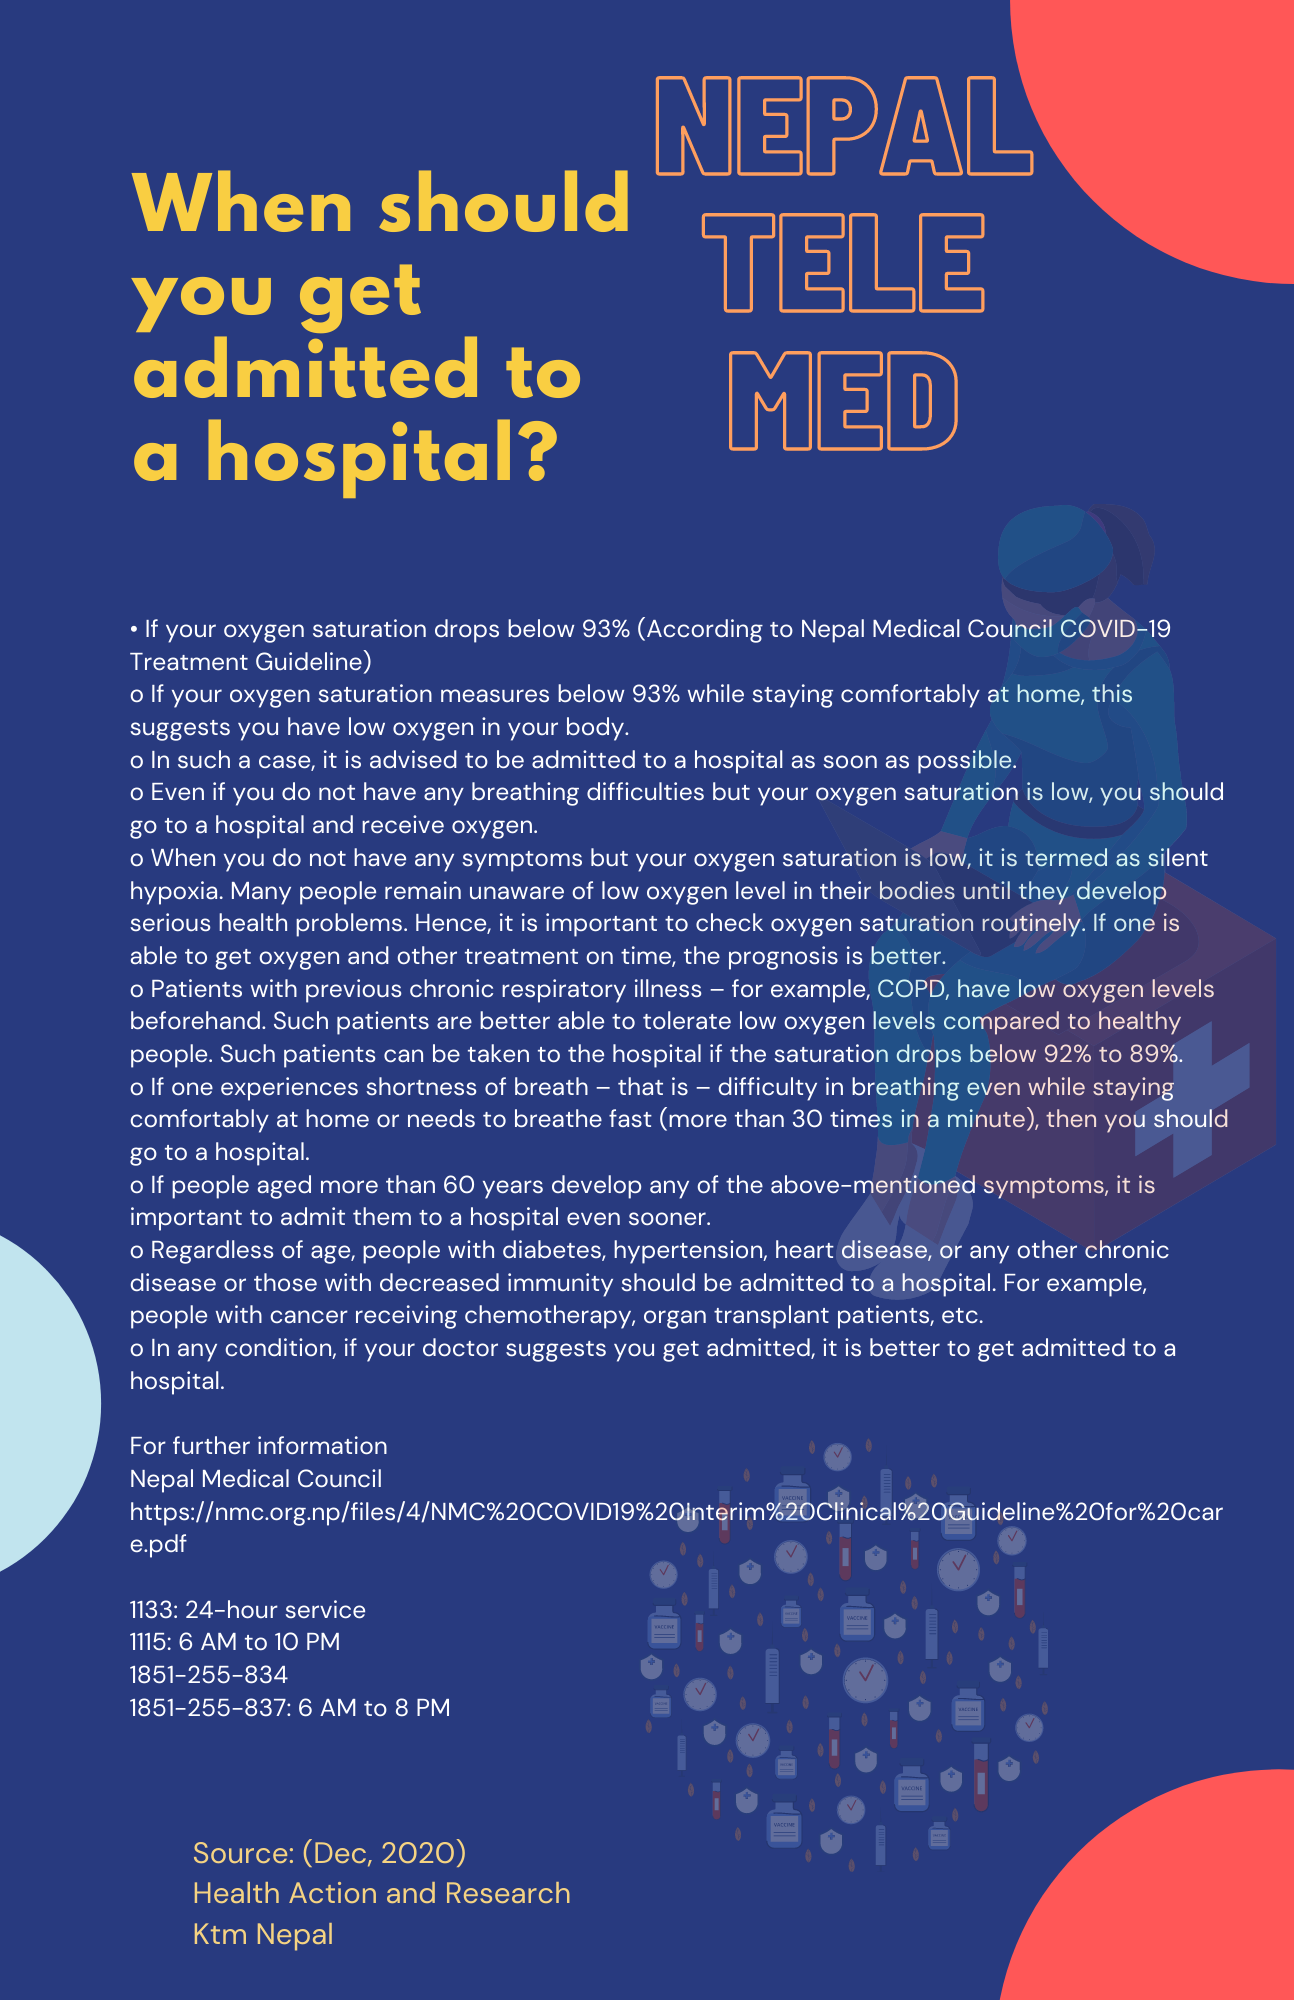 NEPAL
TELE
MED
When should
you get
admitted to
a hospital?
• If your oxygen saturation drops below 93% (According to Nepal Medical Council COVID-19
Treatment Guideline)
o If your oxygen saturation measures below 93% while staying comfortably at home, this
suggests you have low oxygen in your body.
o In such a case, it is advised to be admitted to a hospital as soon as possible.
o Even if you do not have any breathing difficulties but your oxygen saturation is low, you should
go to a hospital and receive oxygen.
o When you do not have any symptoms but your oxygen saturation is low, it is termed as silent
hypoxia. Many people remain unaware of low oxygen level in their bodies until they develop
serious health problems. Hence, it is important to check oxygen saturation routinely. If one is
able to get oxygen and other treatment on time, the prognosis is better.
o Patients with previous chronic respiratory illness – for example, COPD, have low oxygen levels
beforehand. Such patients are better able to tolerate low oxygen levels compared to healthy
people. Such patients can be taken to the hospital if the saturation drops below 92% to 89%.
o If one experiences shortness of breath – that is – difficulty in breathing even while staying
comfortably at home or needs to breathe fast (more than 30 times in a minute), then you should
go to a hospital.
o If people aged more than 60 years develop any of the above-mentioned symptoms, it is
important to admit them to a hospital even sooner.
o Regardless of age, people with diabetes, hypertension, heart disease, or any other chronic
disease or those with decreased immunity should be admitted to a hospital. For example,
people with cancer receiving chemotherapy, organ transplant patients, etc.
o In any condition, if your doctor suggests you get admitted, it is better to get admitted to a
hospital.
For further information
Nepal Medical Council
https://nmc.org.np/files/4/NMC%20COVID19%20Interim%20Clinical%20Guideline%20for%20car
e.pdf
1133: 24-hour service
1115: 6 AM to 10 PM
1851-255-834
1851-255-837: 6 AM to 8 PM
VACCINE
VACCINE
VACCINE
VACCINE
VACCINE
VACCINE
Source: (Dec, 2020)
Health Action and Research
Ktm Nepal